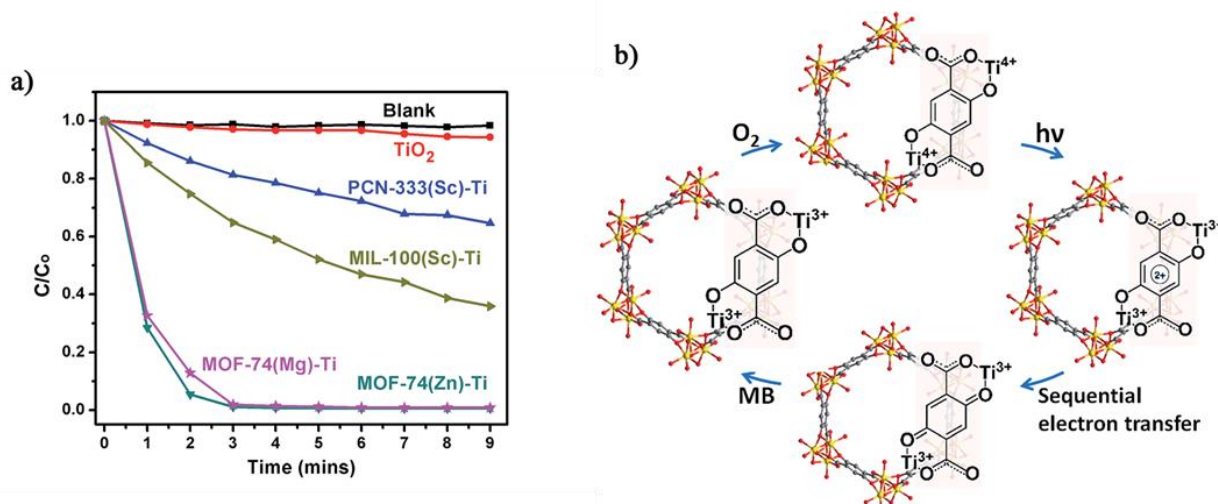 a)
C/C₀
1.0
0.8
0.6
0.4
0.2
0.0
Blank
TiO₂
PCN-333(Sc)-Ti
MIL-100(Sc)-Ti
MOF-74(Mg)-Ti
MOF-74(Zn)-Ti
0 1 2 3 4 5 6 7 8 9
Time (mins)
b)
O O
Ti⁴⁺
O
O
Ti⁴⁺
O O
O₂
hν
O O
Ti³⁺
O
O
Ti³⁺
O O
O O
Ti³⁺
O
2+
O
Ti³⁺
O O
MB
Sequential
electron transfer
O O
Ti³⁺
O
O
Ti³⁺
O O